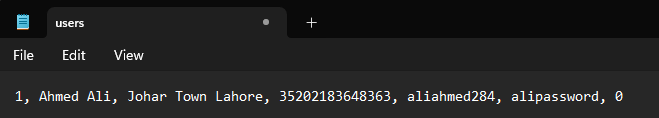 users
File Edit View
1, Ahmed Ali, Johar Town Lahore, 35202183648363, aliahmed284, alipassword, 0